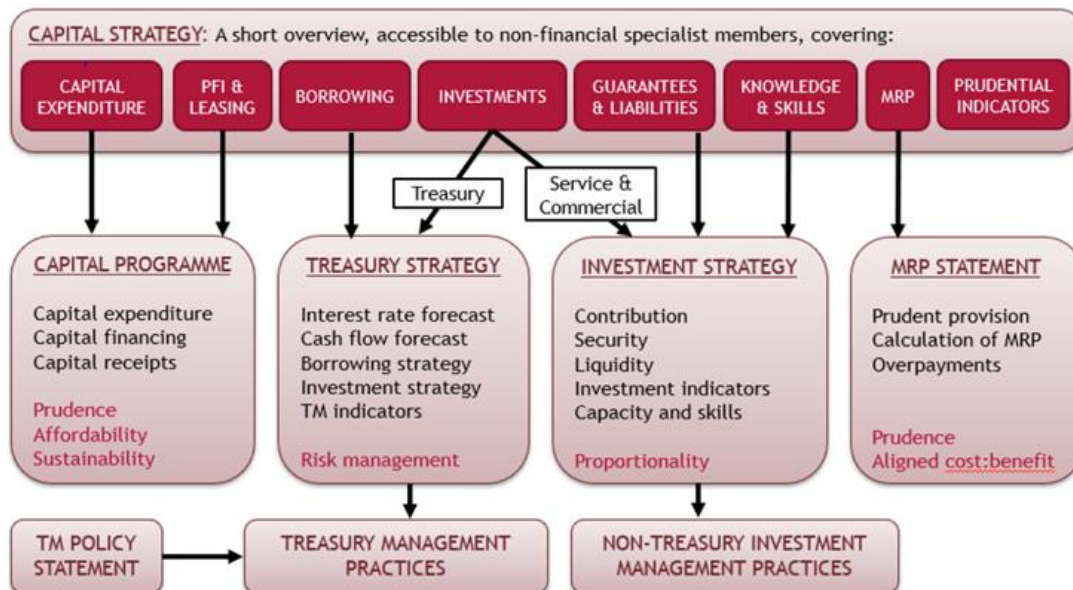 CAPITAL STRATEGY: A short overview, accessible to non-financial specialist members, covering:
CAPITAL
EXPENDITURE
PFI &
LEASING
BORROWING
INVESTMENTS
GUARANTEES
& LIABILITIES
KNOWLEDGE
& SKILLS
MRP
PRUDENTIAL
INDICATORS
Treasury
Service &
Commercial
CAPITAL PROGRAMME
Capital expenditure
Capital financing
Capital receipts
Prudence
Affordability
Sustainability
TREASURY STRATEGY
Interest rate forecast
Cash flow forecast
Borrowing strategy
Investment strategy
TM indicators
Risk management
INVESTMENT STRATEGY
Contribution
Security
Liquidity
Investment indicators
Capacity and skills
Proportionality
MRP STATEMENT
Prudent provision
Calculation of MRP
Overpayments
Prudence
Aligned cost:benefit
TM POLICY
STATEMENT
TREASURY MANAGEMENT
PRACTICES
NON-TREASURY INVESTMENT
MANAGEMENT PRACTICES